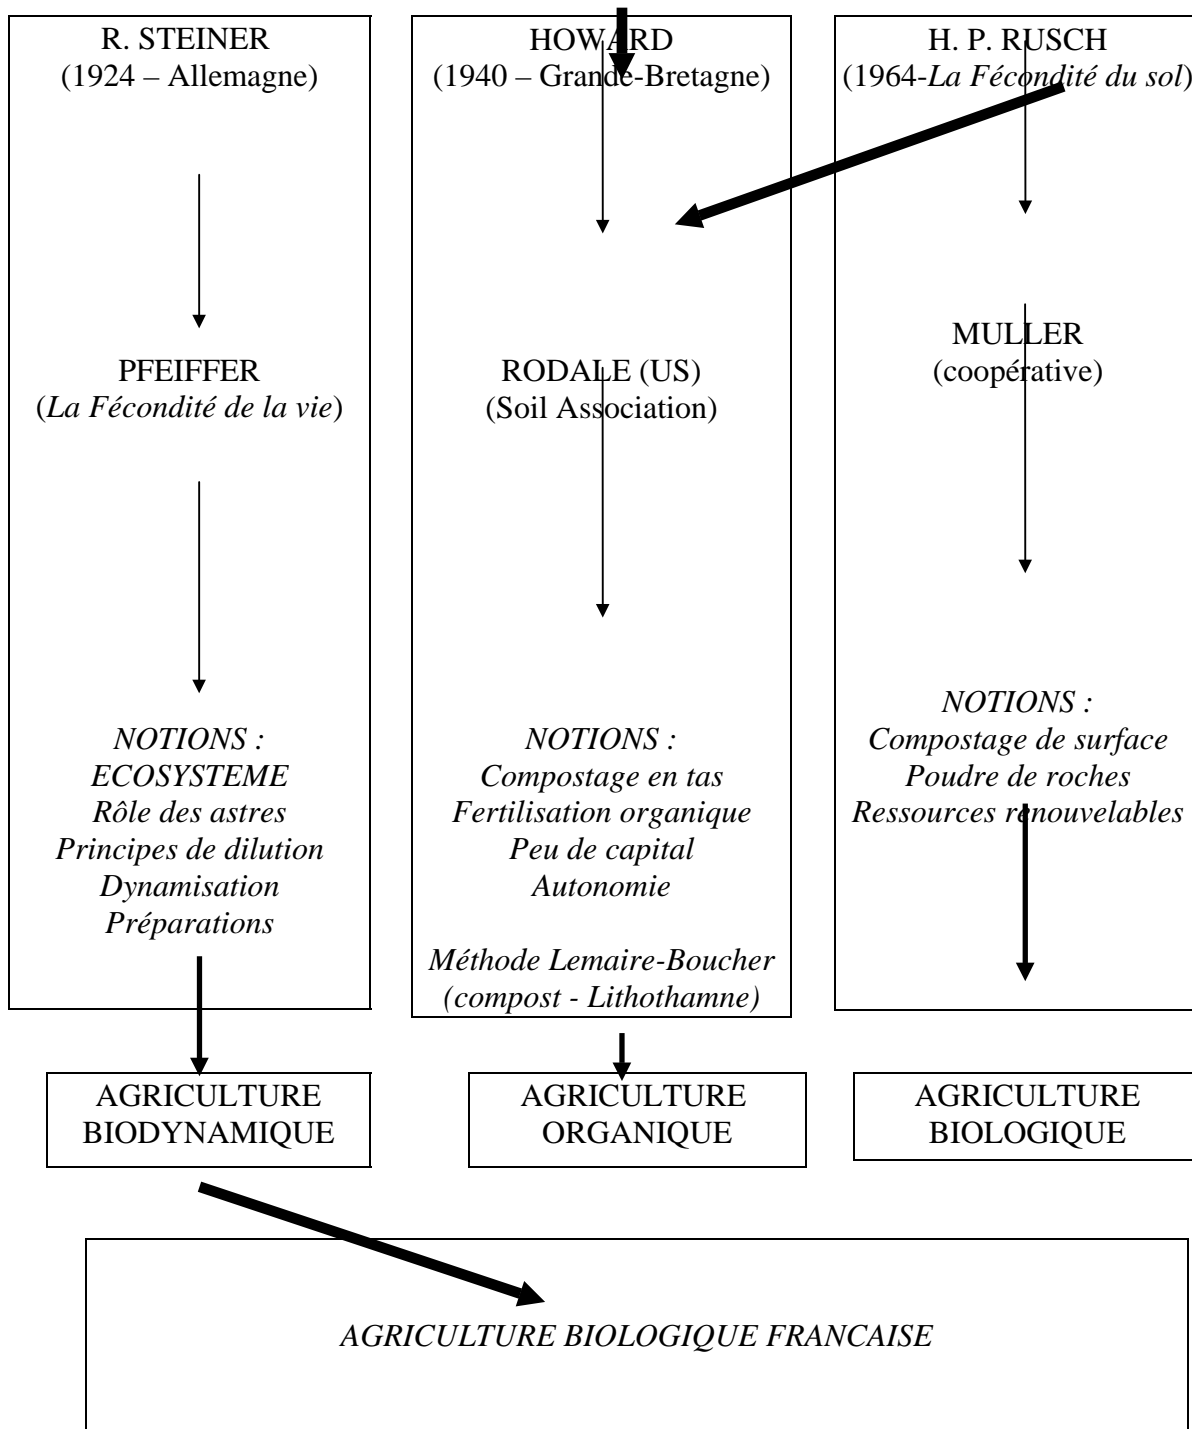 R. STEINER
(1924 – Allemagne)
PFEIFFER
(La Fécondité de la vie)
NOTIONS :
ECOSYSTEME
Rôle des astres
Principes de dilution
Dynamisation
Préparations
AGRICULTURE
BIODYNAMIQUE
HOWARD
(1940 – Grande-Bretagne)
RODALE (US)
(Soil Association)
NOTIONS :
Compostage en tas
Fertilisation organique
Peu de capital
Autonomie
Méthode Lemaire-Boucher
(compost - Lithothamne)
AGRICULTURE
ORGANIQUE
H. P. RUSCH
(1964-La Fécondité du sol)
MULLER
(coopérative)
NOTIONS :
Compostage de surface
Poudre de roches
Ressources renouvelables
AGRICULTURE
BIOLOGIQUE
AGRICULTURE BIOLOGIQUE FRANCAISE